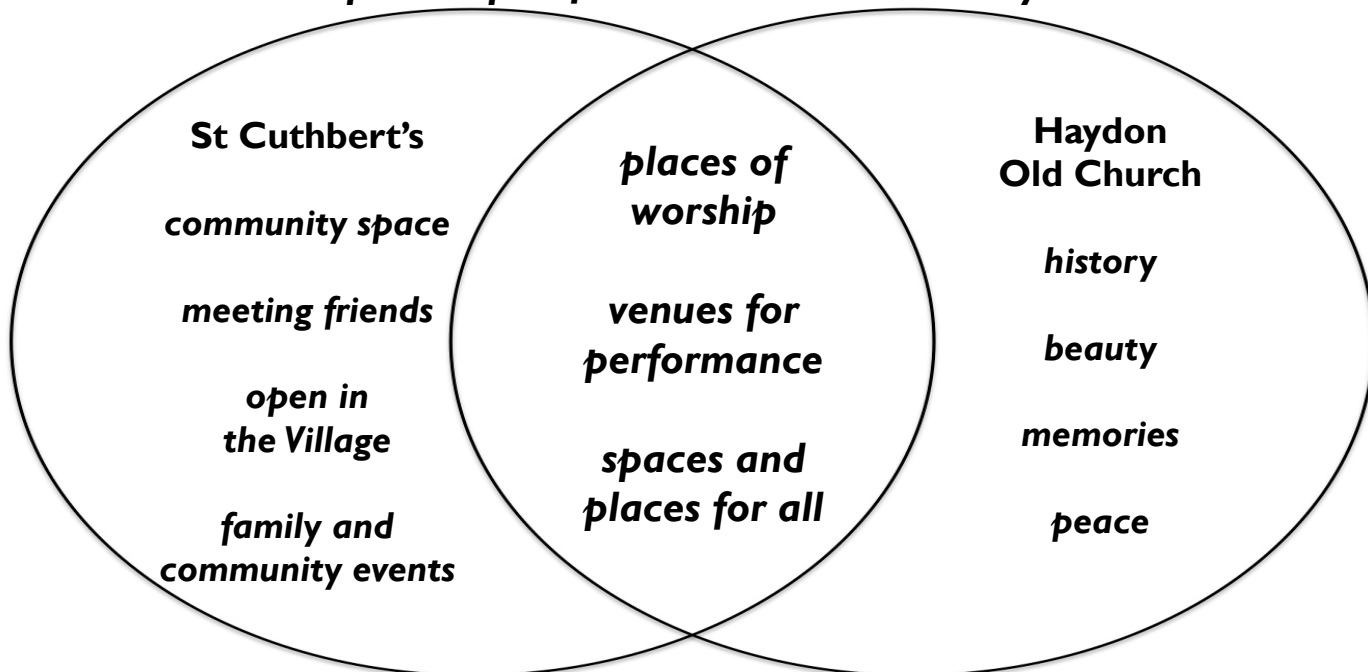 St Cuthbert’s
community space
meeting friends
open in
the Village
family and
community events
places of
worship
venues for
performance
spaces and
places for all
Haydon
Old Church
history
beauty
memories
peace